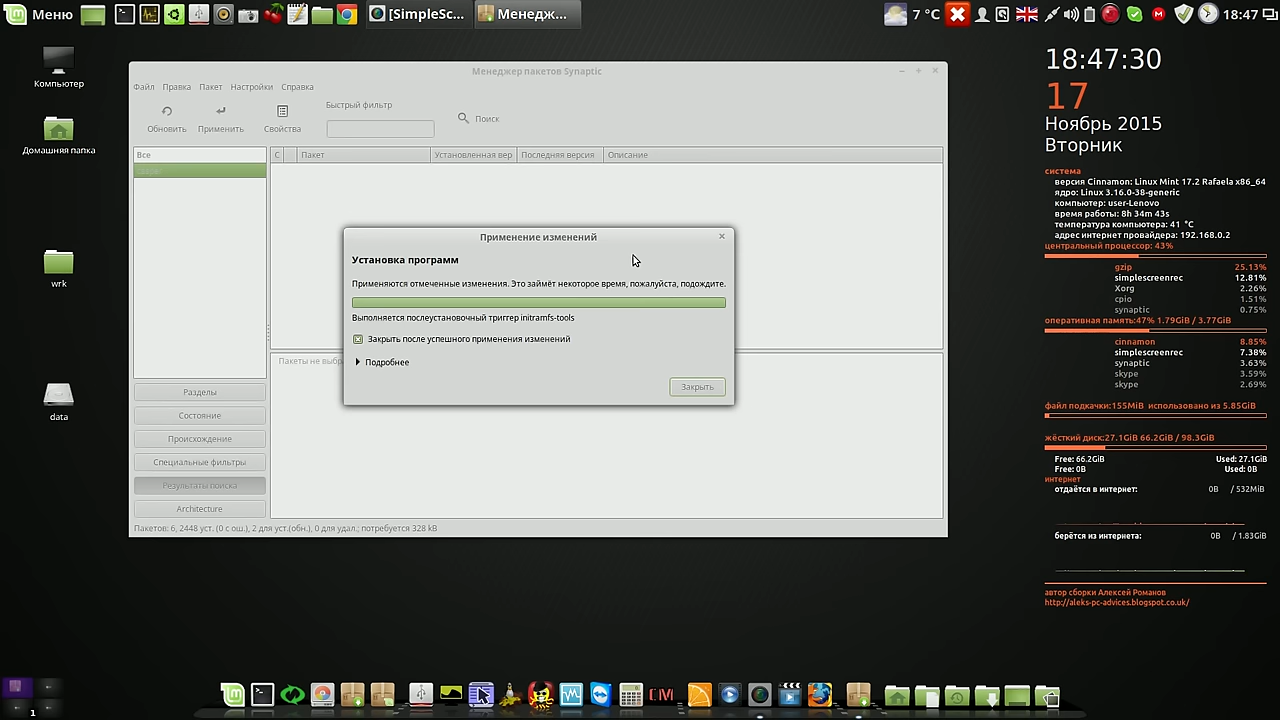 Меню
[SimpleSc...
Менедж...
7 °C
18:47
Компьютер
Домашняя папка
wrk
data
Менеджер пакетов Synaptic
Файл Правка Пакет Настройки Справка
Обновить Применить Свойства
Быстрый фильтр
Поиск
Все
С Пакет Установленная вер Последняя версия Описание
Применение изменений
Установка программ
Применяются отмеченные изменения. Это займёт некоторое время, пожалуйста, подождите.
Выполняется послеустановочный триггер initramfs-tools
Закрыть после успешного применения изменений
Подробнее
Закрыть
Пакеты не выбр
Разделы
Состояние
Происхождение
Специальные фильтры
Результаты поиска
Architecture
Пакетов: 6, 2448 уст. (0 с ош.), 2 для уст.(обн.), 0 для удал.; потребуется 328 kB
18:47:30
17
Ноябрь 2015
Вторник
система
версия Cinnamon: Linux Mint 17.2 Rafaela x86_64
ядро: Linux 3.16.0-38-generic
компьютер: user-Lenovo
время работы: 8h 34m 43s
температура компьютера: 41 °C
адрес интернет провайдера: 192.168.0.2
центральный процессор: 43%
gzip 25.13%
simplescreenrec 12.81%
Xorg 2.26%
cpio 1.51%
synaptic 0.75%
оперативная память:47% 1.79GiB / 3.77GiB
cinnamon 8.85%
simplescreenrec 7.38%
synaptic 3.63%
skype 3.59%
skype 2.69%
файл подкачки:155MiB использовано из 5.85GiB
жёсткий диск:27.1GiB 66.2GiB / 98.3GiB
Free: 66.2GiB Used: 27.1GiB
Free: 0B Used: 0B
интернет
отдаётся в интернет: 0B / 532MiB
берётся из интернета: 0B / 1.83GiB
автор сборки Алексей Романов
http://aleks-pc-advices.blogspot.co.uk/
1